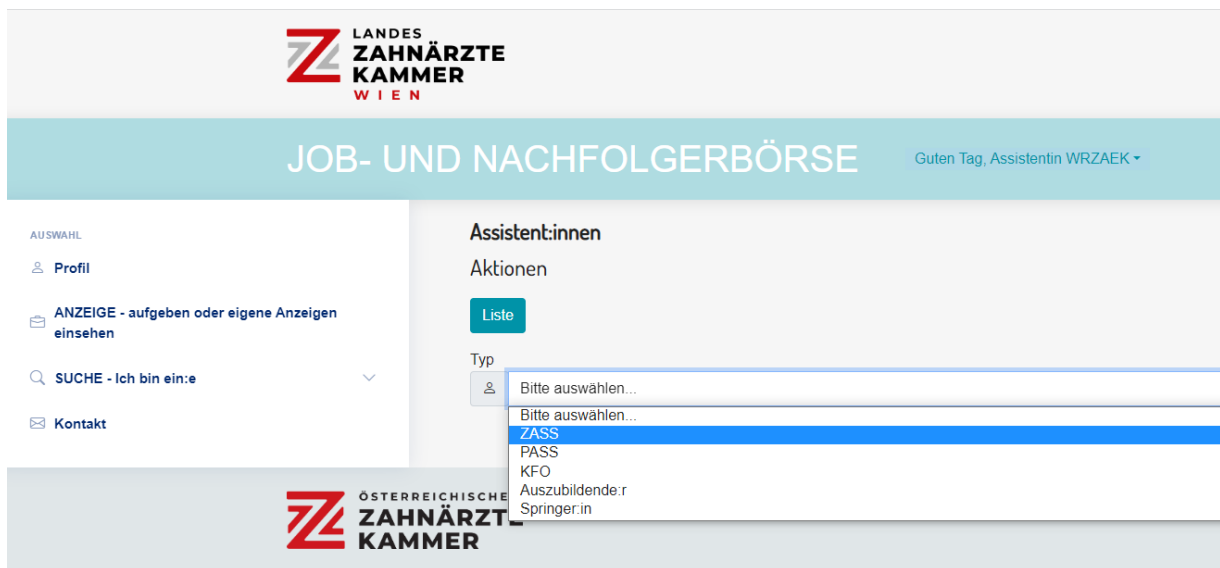 LANDES
ZAHNÄRZTE
KAMMER
WIEN
JOB- UND NACHFOLGERBÖRSE
Guten Tag, Assistentin WRZAEK
AUSWAHL
Profil
ANZEIGE - aufgeben oder eigene Anzeigen
einsehen
SUCHE - Ich bin ein:e
Kontakt
Assistent:innen
Aktionen
Liste
Typ
Bitte auswählen...
Bitte auswählen...
ZASS
PASS
KFO
Auszubildende:r
Springer:in
ÖSTERREICHISCHE
ZAHNÄRZTE
KAMMER